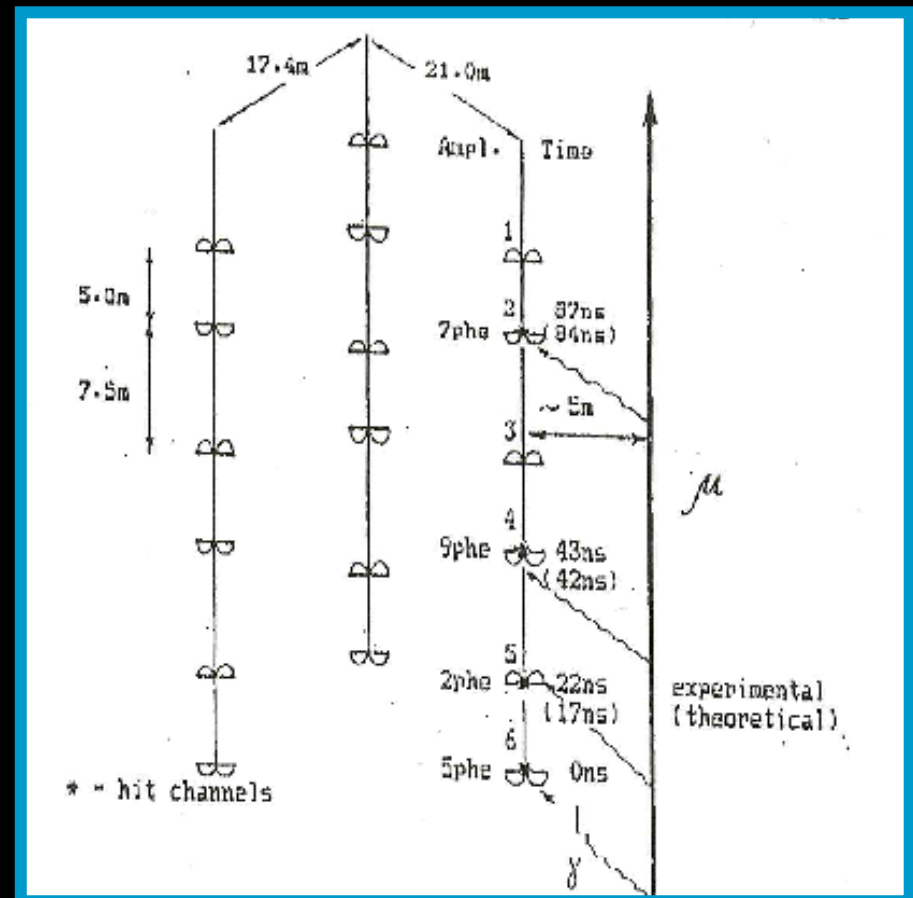 17.4m
21.0m
Ampl. Time
1
5.0m
2 87ns
7phe (84ns)
7.5m
~ 5m
3
μ
4
9phe 43ns
(42ns)
5
2phe 22ns
(17ns)
experimental
(theoretical)
6
5phe 0ns
* - hit channels
γ